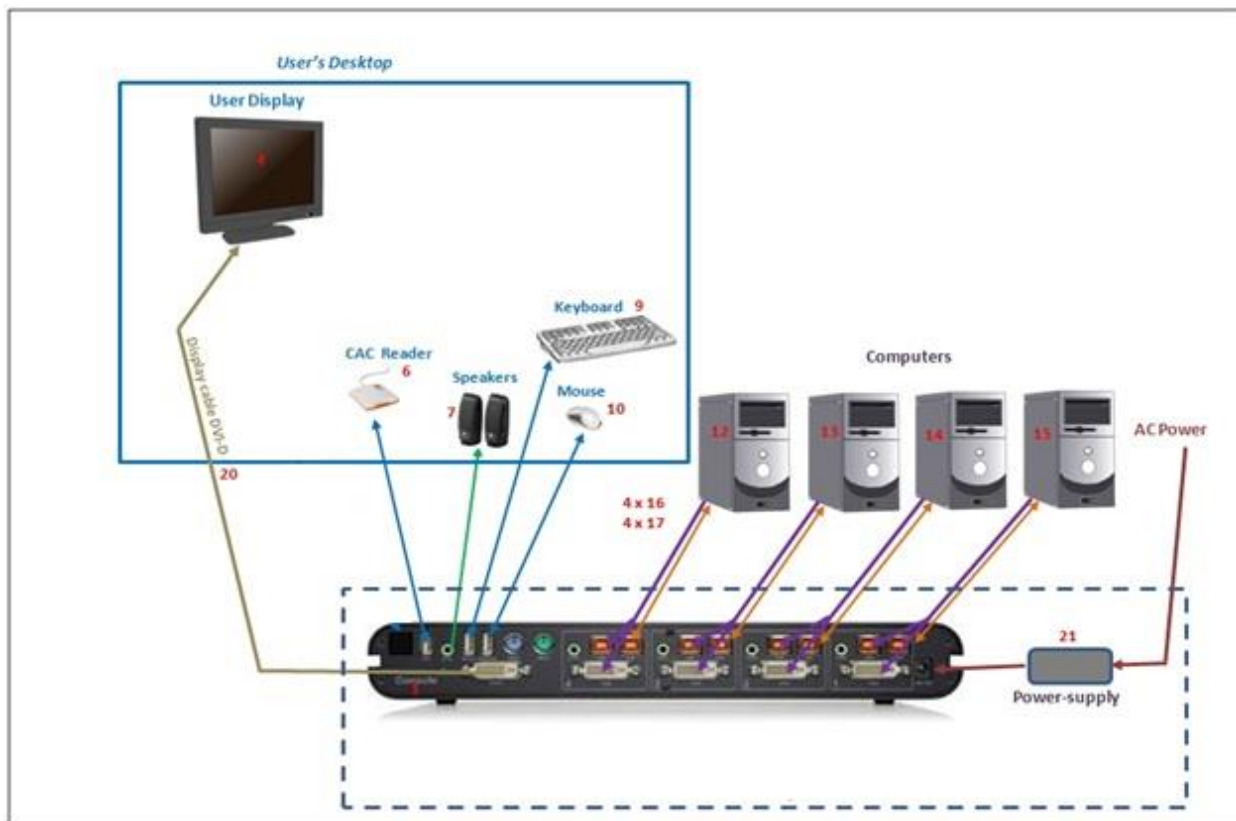 User's Desktop
User Display
Keyboard 9
CAC Reader
6
Speakers
7
Mouse
10
Computers
12
13
14
15
AC Power
Display cable DVI-D
20
4 x 16
4 x 17
21
Power-supply